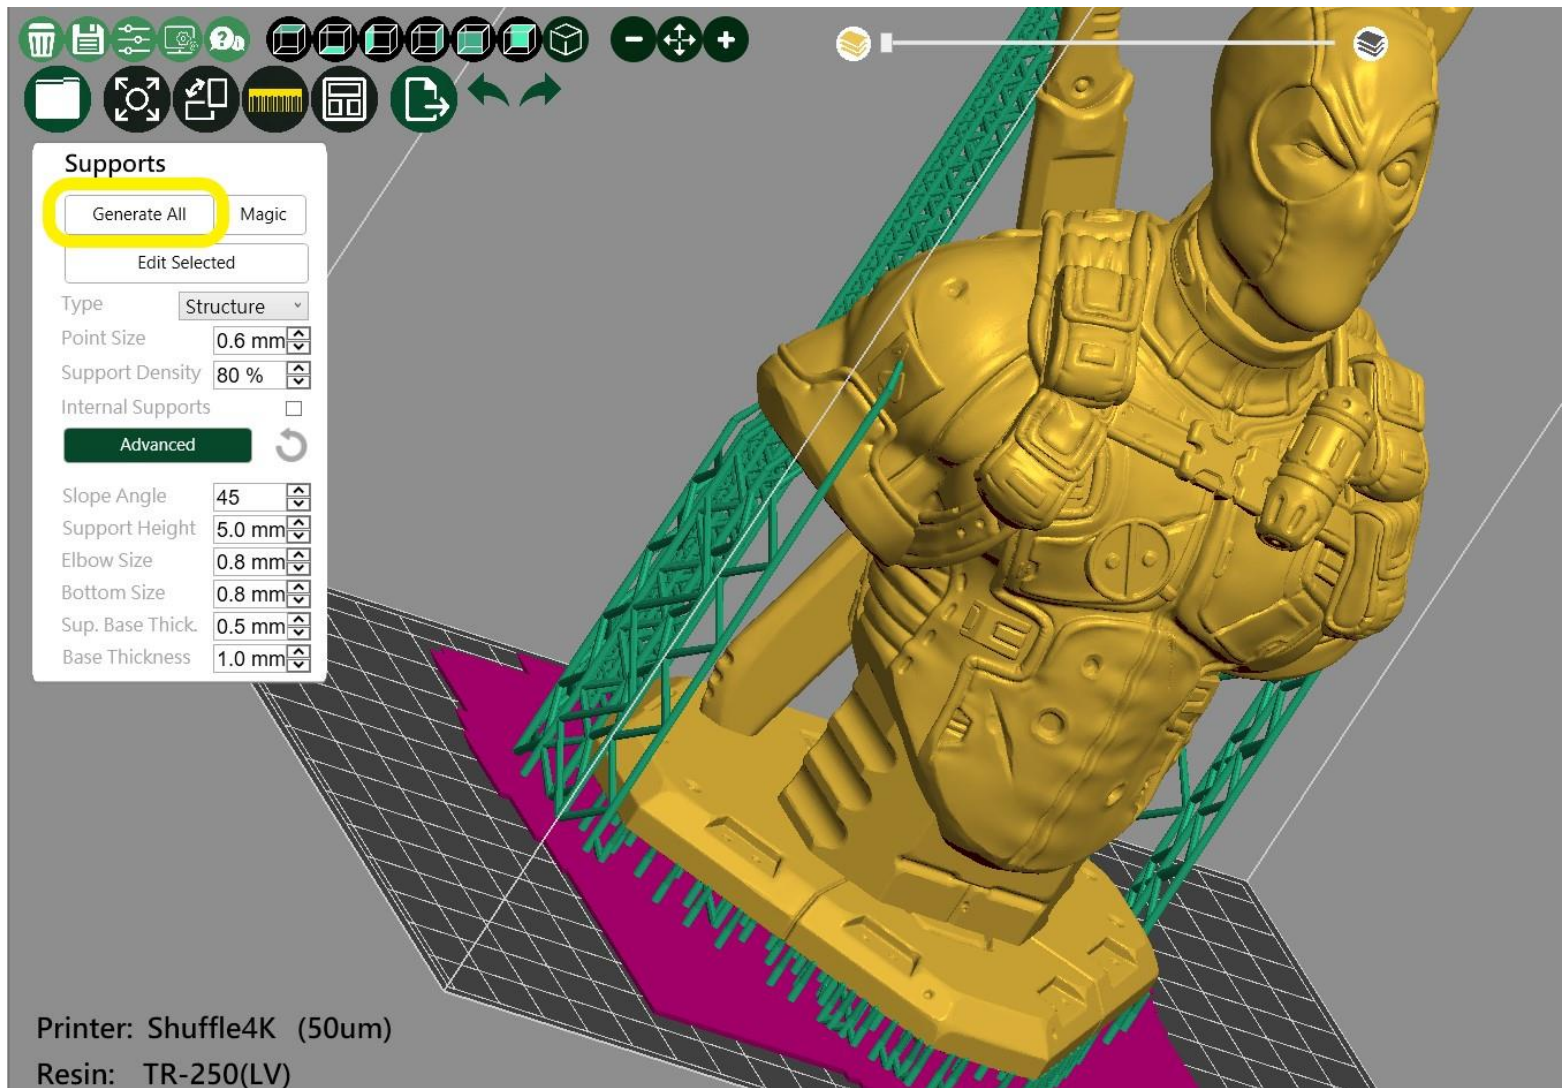 Supports
Generate All Magic
Edit Selected
Type Structure
Point Size 0.6 mm
Support Density 80 %
Internal Supports
Advanced
Slope Angle 45
Support Height 5.0 mm
Elbow Size 0.8 mm
Bottom Size 0.8 mm
Sup. Base Thick. 0.5 mm
Base Thickness 1.0 mm
Printer: Shuffle4K (50um)
Resin: TR-250(LV)